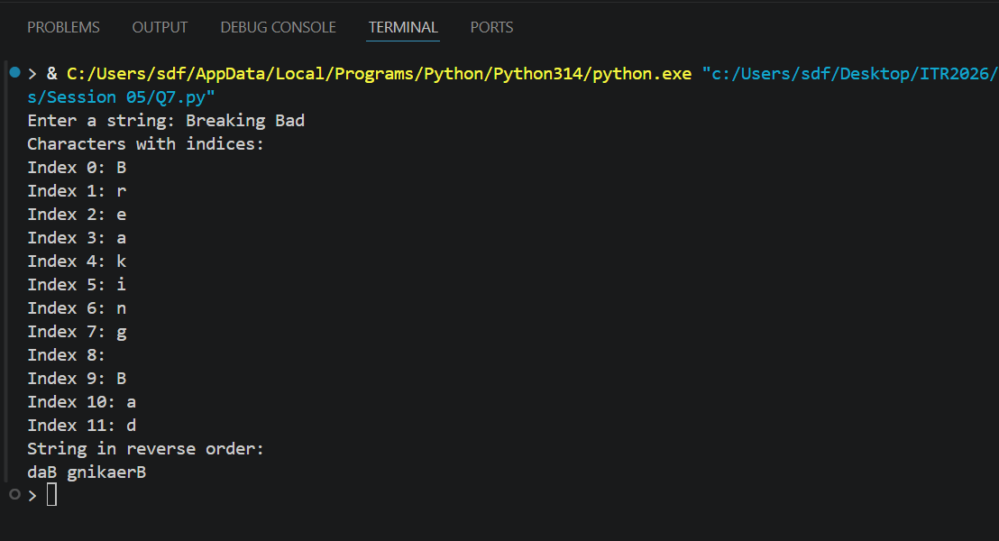 PROBLEMS OUTPUT DEBUG CONSOLE TERMINAL PORTS
> & C:/Users/sdf/AppData/Local/Programs/Python/Python314/python.exe "c:/Users/sdf/Desktop/ITR2026/
s/Session 05/Q7.py"
Enter a string: Breaking Bad
Characters with indices:
Index 0: B
Index 1: r
Index 2: e
Index 3: a
Index 4: k
Index 5: i
Index 6: n
Index 7: g
Index 8:
Index 9: B
Index 10: a
Index 11: d
String in reverse order:
daB gnikaerB
>